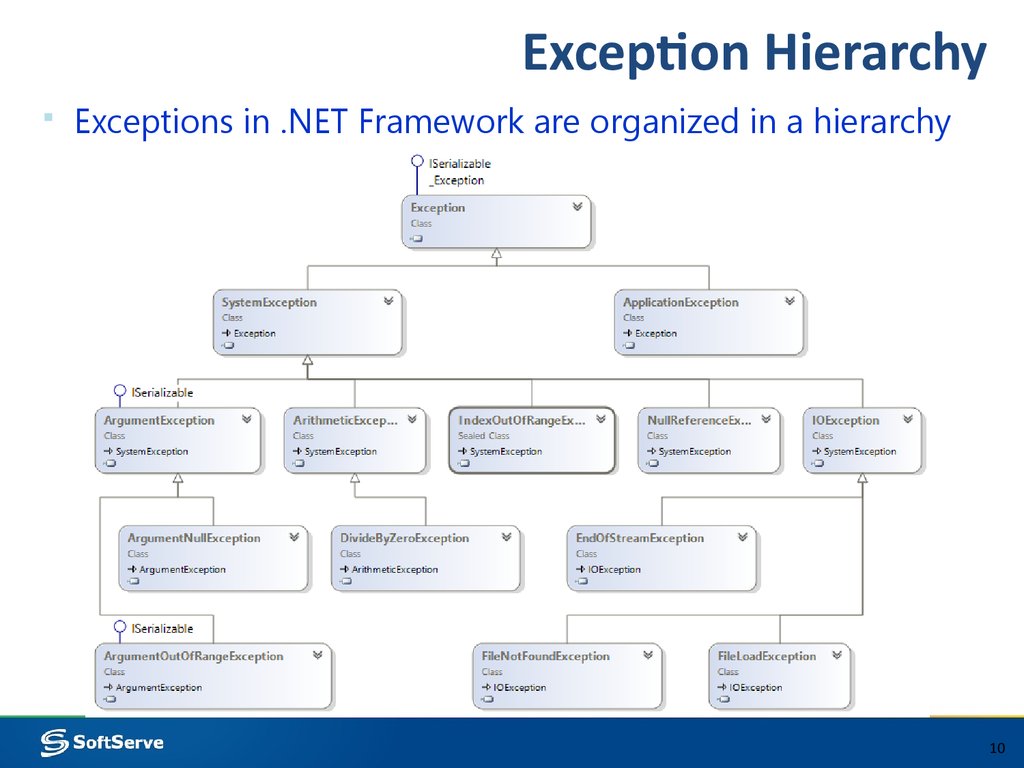 Exception Hierarchy
▪ Exceptions in .NET Framework are organized in a hierarchy
ISerializable
_Exception
Exception
Class
SystemException
Class
Exception
ApplicationException
Class
Exception
ISerializable
ArgumentException
Class
SystemException
ArithmeticExcep...
Class
SystemException
IndexOutOfRangeEx...
Sealed Class
SystemException
NullReferenceEx...
Class
SystemException
IOException
Class
SystemException
ArgumentNullException
Class
ArgumentException
DivideByZeroException
Class
ArithmeticException
EndOfStreamException
Class
IOException
ISerializable
ArgumentOutOfRangeException
Class
ArgumentException
FileNotFoundException
Class
IOException
FileLoadException
Class
IOException
SoftServe
10